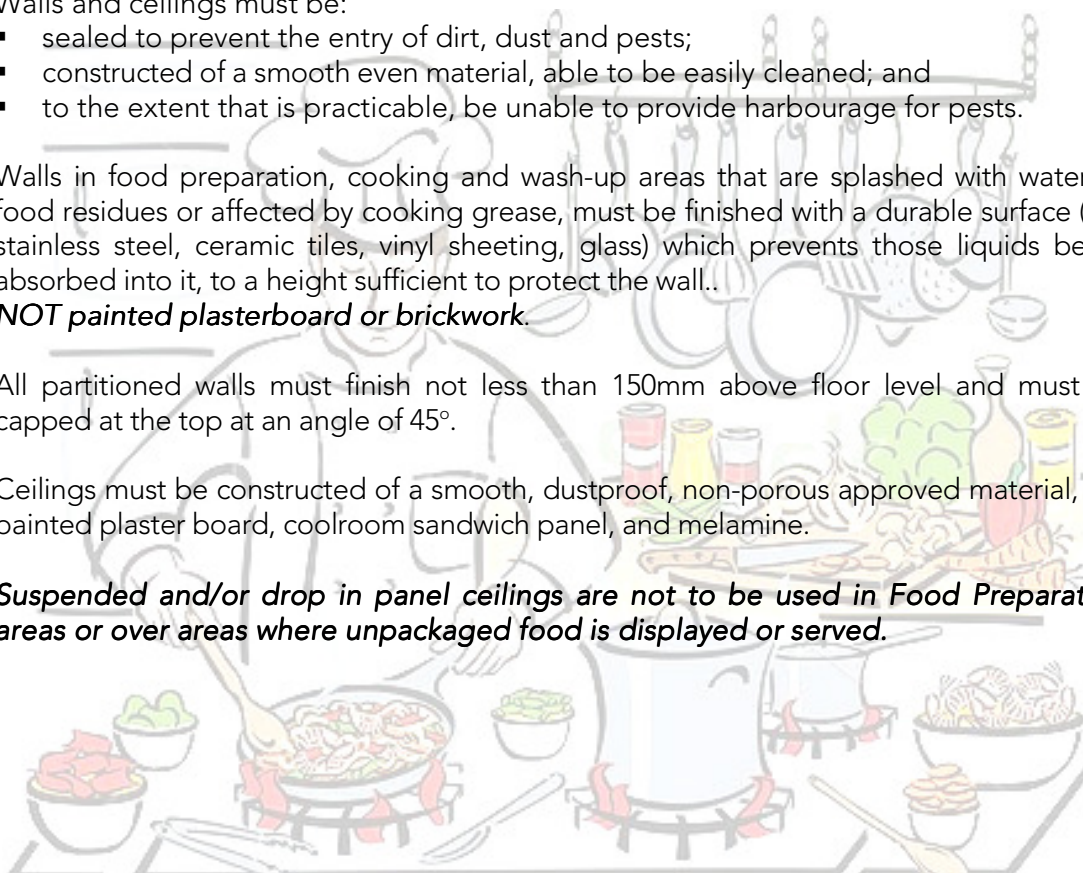 Walls and ceilings must be:
▪ sealed to prevent the entry of dirt, dust and pests;
▪ constructed of a smooth even material, able to be easily cleaned; and
▪ to the extent that is practicable, be unable to provide harbourage for pests.
Walls in food preparation, cooking and wash-up areas that are splashed with water
food residues or affected by cooking grease, must be finished with a durable surface (
stainless steel, ceramic tiles, vinyl sheeting, glass) which prevents those liquids be
absorbed into it, to a height sufficient to protect the wall..
NOT painted plasterboard or brickwork.
All partitioned walls must finish not less than 150mm above floor level and must
capped at the top at an angle of 45º.
Ceilings must be constructed of a smooth, dustproof, non-porous approved material,
painted plaster board, coolroom sandwich panel, and melamine.
Suspended and/or drop in panel ceilings are not to be used in Food Preparat
areas or over areas where unpackaged food is displayed or served.